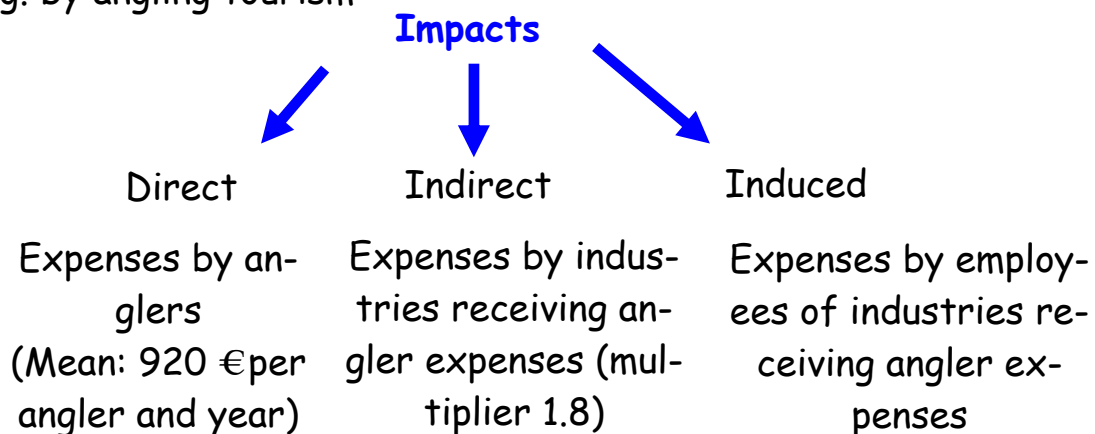 g. by angling tourism
Impacts
Direct
Expenses by an-
glers
(Mean: 920 €per
angler and year)
Indirect
Expenses by indus-
tries receiving an-
gler expenses (mul-
tiplier 1.8)
Induced
Expenses by employ-
ees of industries re-
ceiving angler ex-
penses